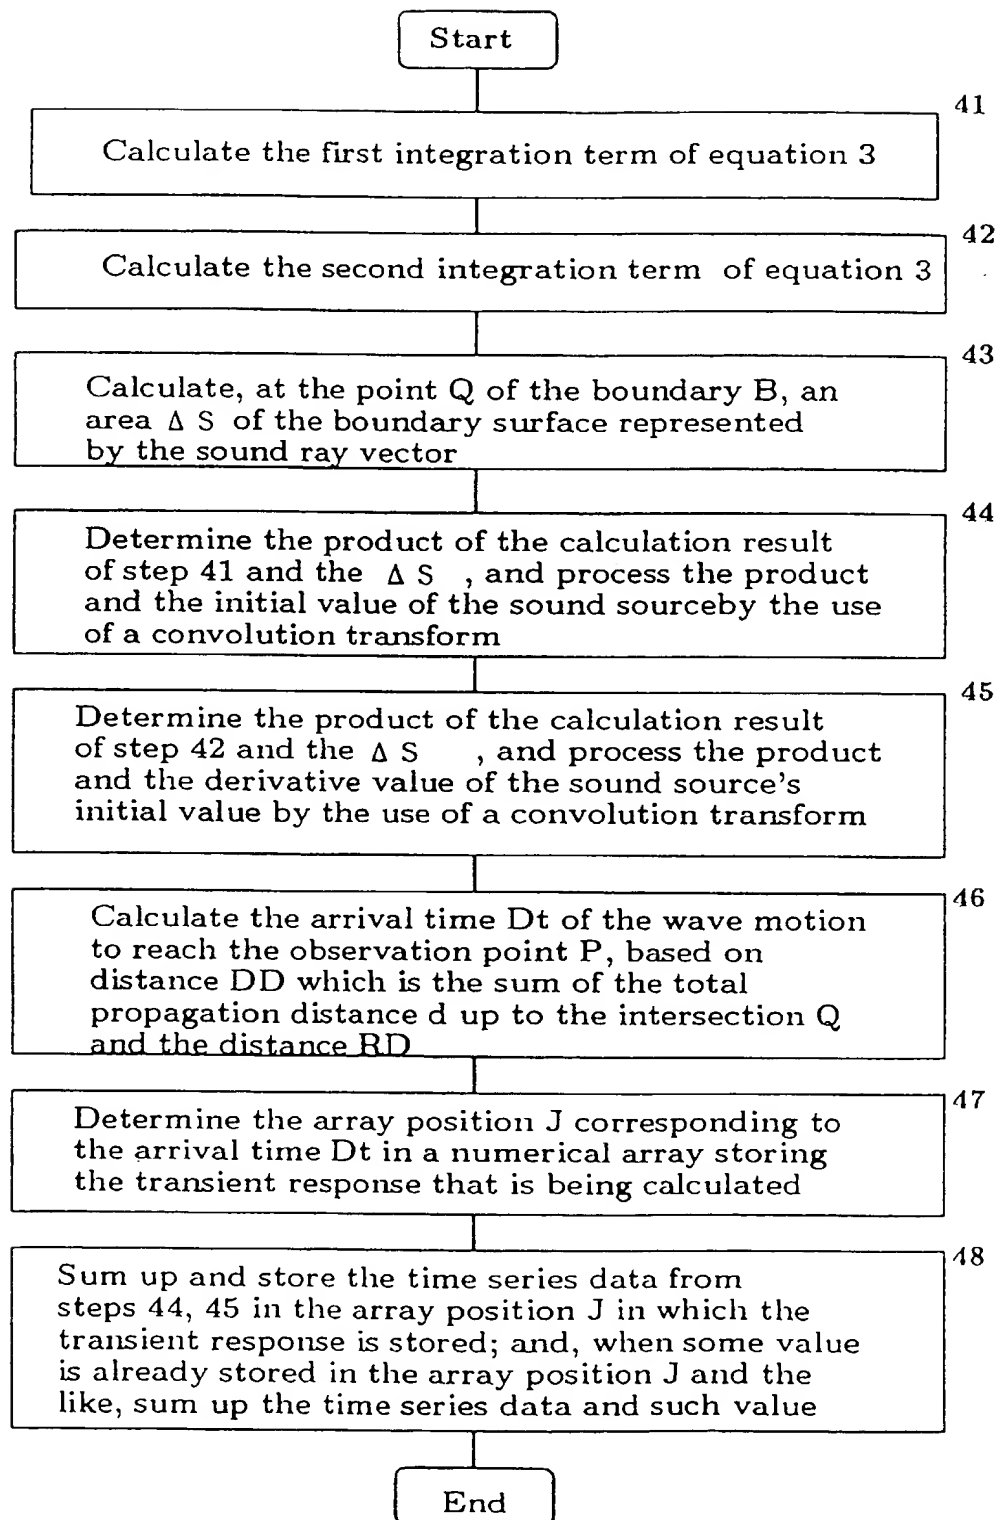 Start
41
Calculate the first integration term of equation 3
42
Calculate the second integration term of equation 3
43
Calculate, at the point Q of the boundary B, an
area Δ S of the boundary surface represented
by the sound ray vector
44
Determine the product of the calculation result
of step 41 and the Δ S , and process the product
and the initial value of the sound sourceby the use
of a convolution transform
45
Determine the product of the calculation result
of step 42 and the Δ S , and process the product
and the derivative value of the sound source's
initial value by the use of a convolution transform
46
Calculate the arrival time Dt of the wave motion
to reach the observation point P, based on
distance DD which is the sum of the total
propagation distance d up to the intersection Q
and the distance RD
47
Determine the array position J corresponding to
the arrival time Dt in a numerical array storing
the transient response that is being calculated
48
Sum up and store the time series data from
steps 44, 45 in the array position J in which the
transient response is stored; and, when some value
is already stored in the array position J and the
like, sum up the time series data and such value
End